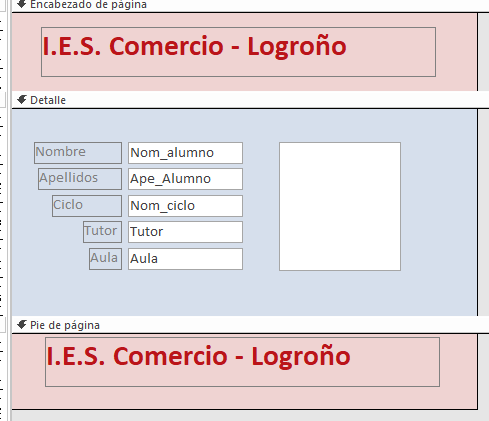 Encabezado de página
I.E.S. Comercio - Logroño
Detalle
Nombre Nom_alumno
Apellidos Ape_Alumno
Ciclo Nom_ciclo
Tutor Tutor
Aula Aula
Pie de página
I.E.S. Comercio - Logroño